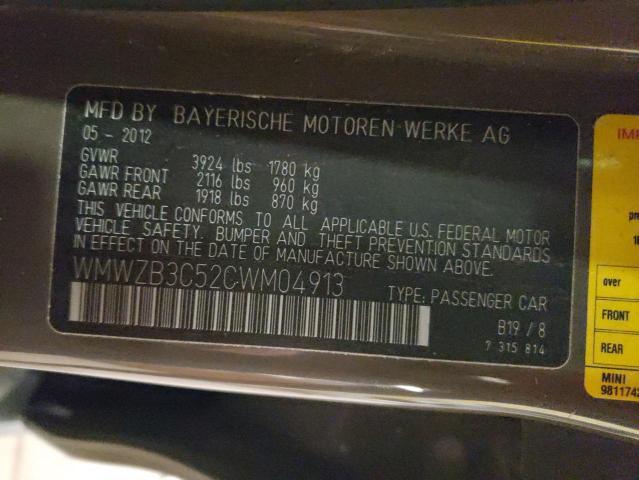 MFD BY BAYERISCHE MOTOREN WERKE AG
05 - 2012
GVWR 3924 lbs 1780 kg
GAWR FRONT 2116 lbs 960 kg
GAWR REAR 1918 lbs 870 kg
THIS VEHICLE CONFORMS TO ALL APPLICABLE U.S. FEDERAL MOTOR
VEHICLE SAFETY, BUMPER AND THEFT PREVENTION STANDARDS
IN EFFECT ON THE DATE OF MANUFACTURE SHOWN ABOVE.
WMWZB3C52CWM04913
TYPE: PASSENGER CAR
B19 / 8
7 315 814
over
FRONT
REAR
MINI